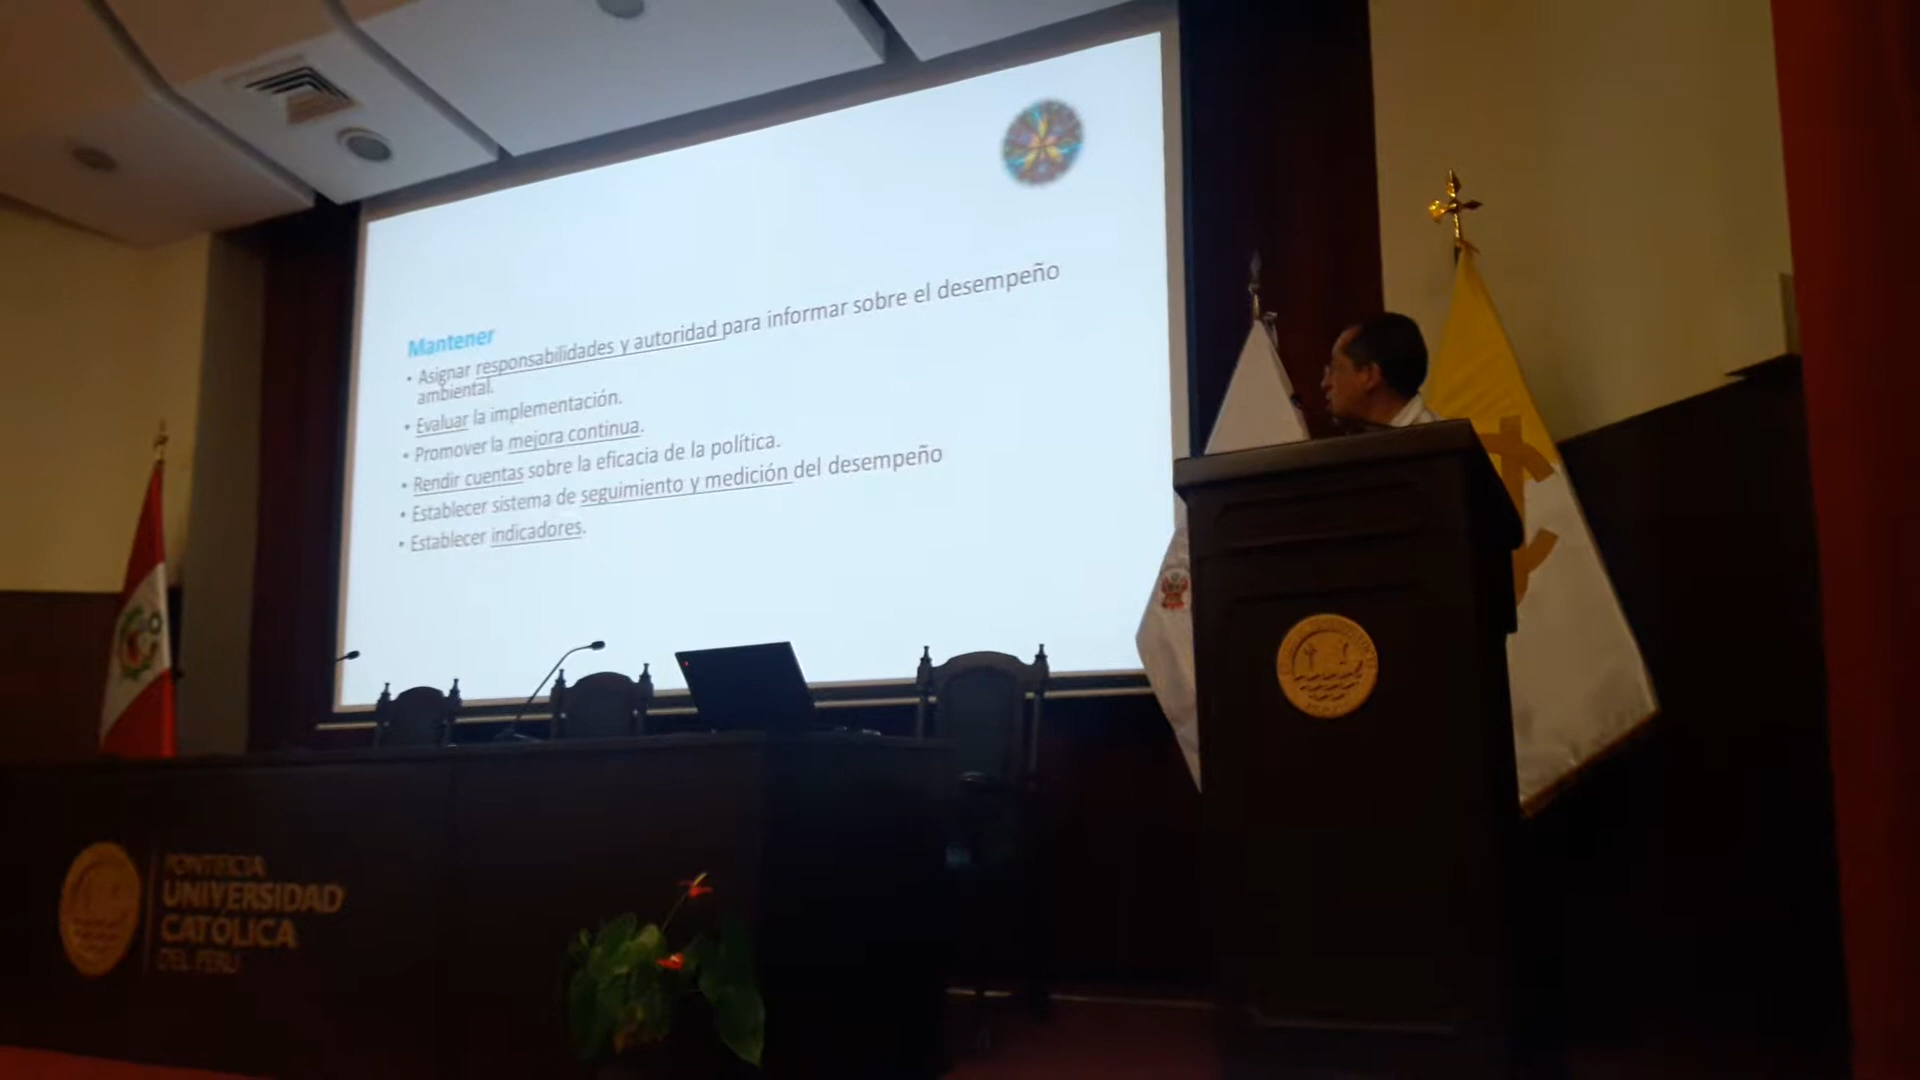 Mantener
• Asignar responsabilidades y autoridad para informar sobre el desempeño
ambiental.
• Evaluar la implementación.
• Promover la mejora continua.
• Rendir cuentas sobre la eficacia de la política.
• Establecer sistema de seguimiento y medición del desempeño
• Establecer indicadores.
PONTIFICIA
UNIVERSIDAD
CATÓLICA
DEL PERÚ